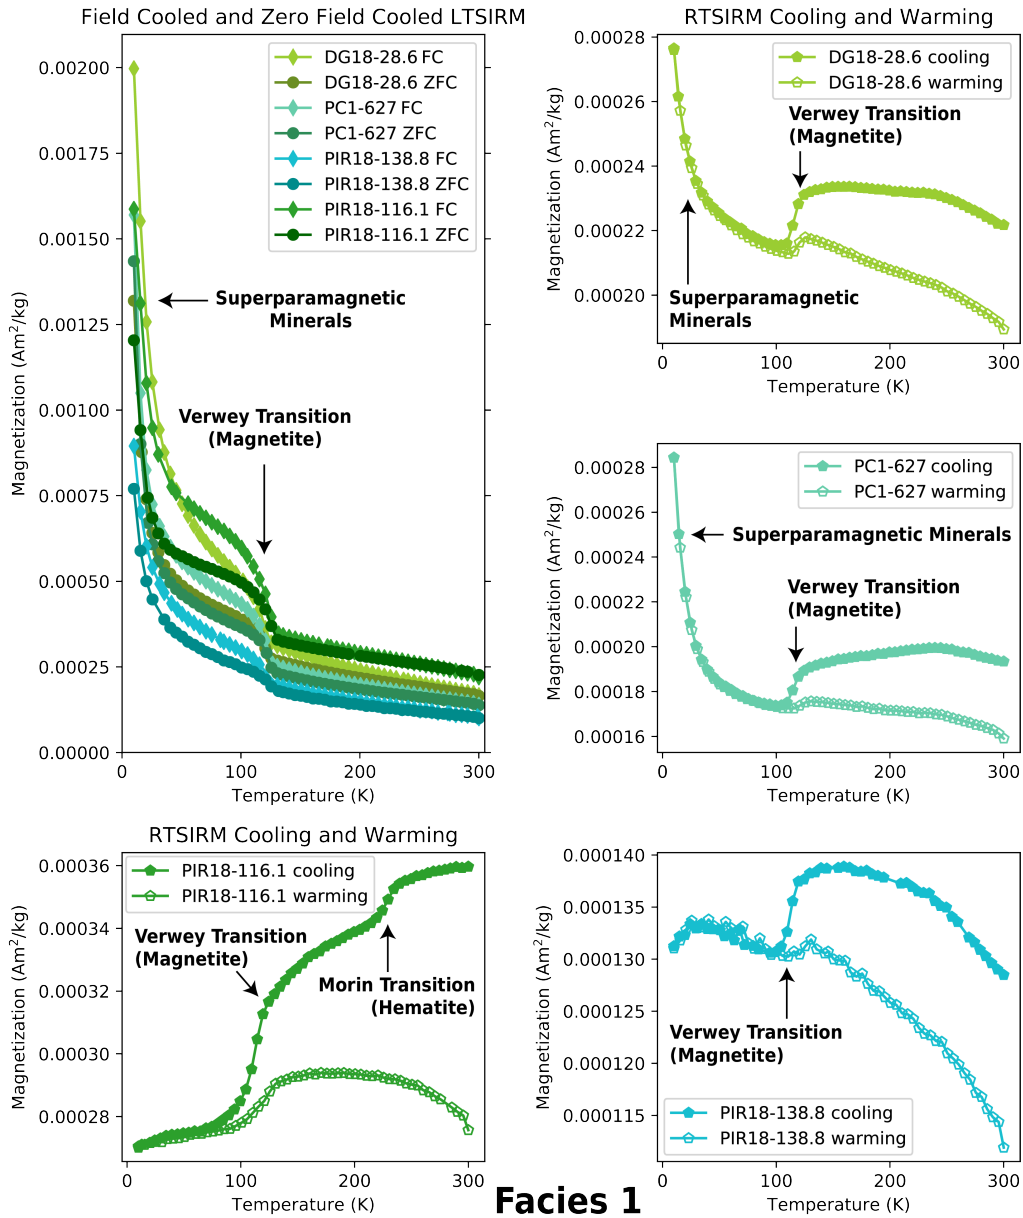 Field Cooled and Zero Field Cooled LTSIRM
0.00200
0.00175
0.00150
0.00125
0.00100
0.00075
0.00050
0.00025
0.00000
Magnetization (Am²/kg)
DG18-28.6 FC
DG18-28.6 ZFC
PC1-627 FC
PC1-627 ZFC
PIR18-138.8 FC
PIR18-138.8 ZFC
PIR18-116.1 FC
PIR18-116.1 ZFC
Superparamagnetic
Minerals
Verwey Transition
(Magnetite)
0
100
200
300
Temperature (K)
RTSIRM Cooling and Warming
0.00028
0.00026
0.00024
0.00022
0.00020
Magnetization (Am²/kg)
DG18-28.6 cooling
DG18-28.6 warming
Verwey Transition
(Magnetite)
Superparamagnetic
Minerals
0
100
200
300
Temperature (K)
0.00028
0.00026
0.00024
0.00022
0.00020
0.00018
0.00016
Magnetization (Am²/kg)
PC1-627 cooling
PC1-627 warming
Superparamagnetic Minerals
Verwey Transition
(Magnetite)
0
100
200
300
Temperature (K)
RTSIRM Cooling and Warming
0.00036
0.00034
0.00032
0.00030
0.00028
Magnetization (Am²/kg)
PIR18-116.1 cooling
PIR18-116.1 warming
Verwey Transition
(Magnetite)
Morin Transition
(Hematite)
0
100
200
300
Temperature (K)
0.000140
0.000135
0.000130
0.000125
0.000120
0.000115
Magnetization (Am²/kg)
Verwey Transition
(Magnetite)
PIR18-138.8 cooling
PIR18-138.8 warming
0
100
200
300
Temperature (K)
Facies 1